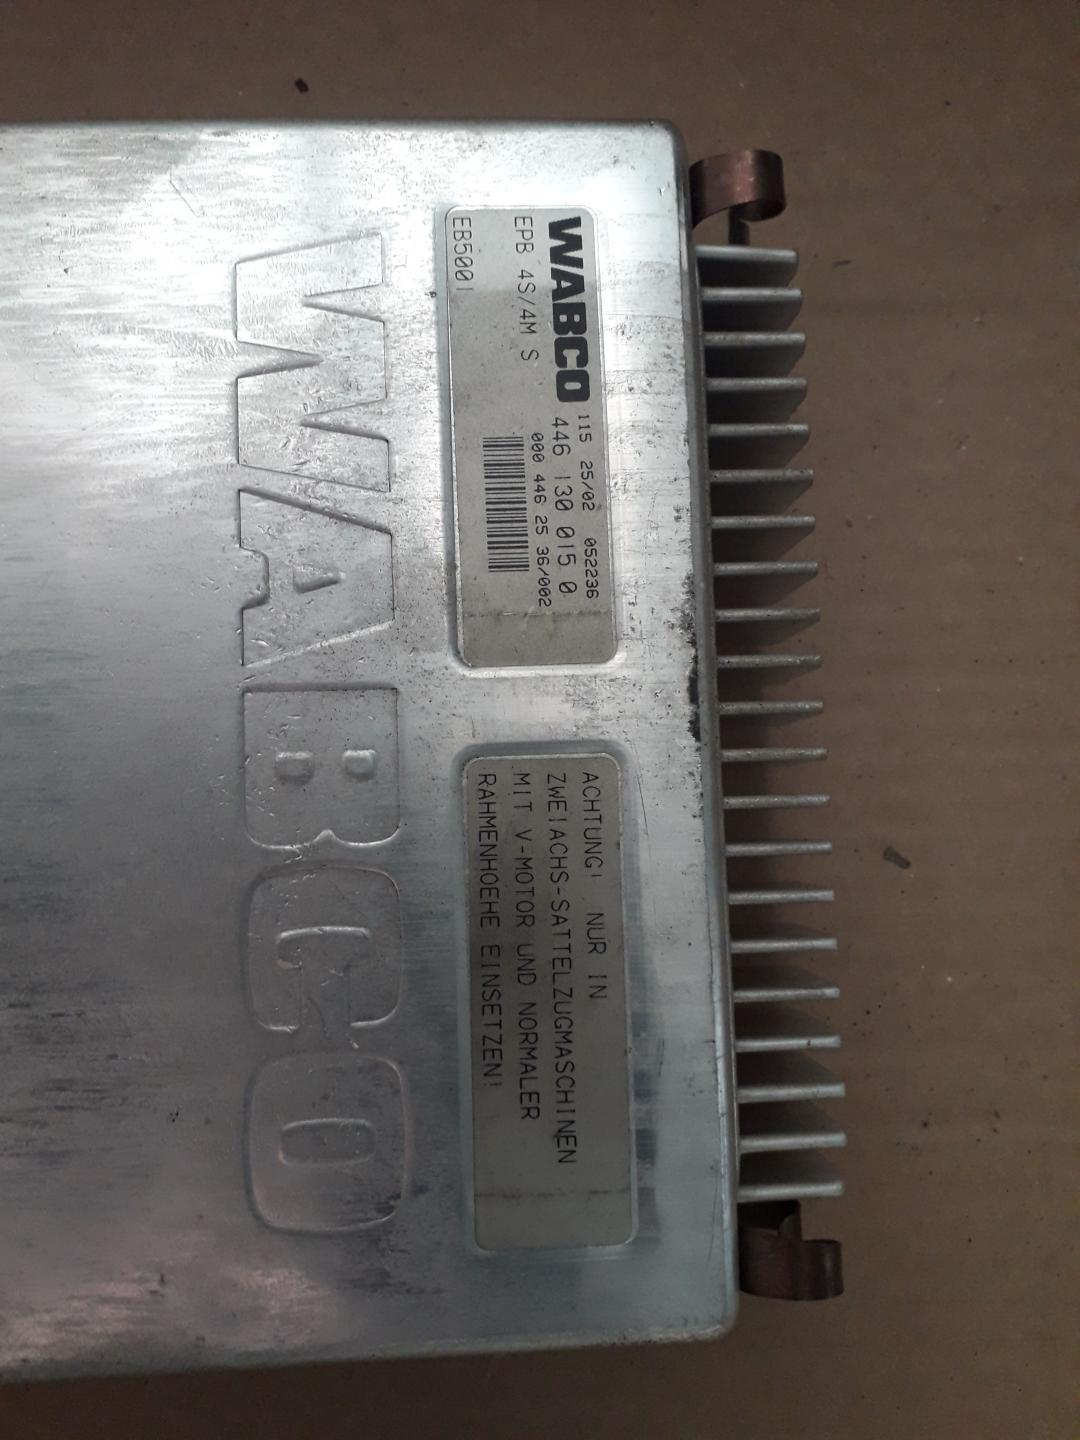 WABCO
115 25/02 052236
446 130 015 0
000 446 25 36/002
EPB 4S/4M S
EB5001
ACHTUNG! NUR IN
ZWEIACHS-SATTELZUGMASCHINEN
MIT V-MOTOR UND NORMALER
RAHMENHOEHE EINSETZEN!
WABCO